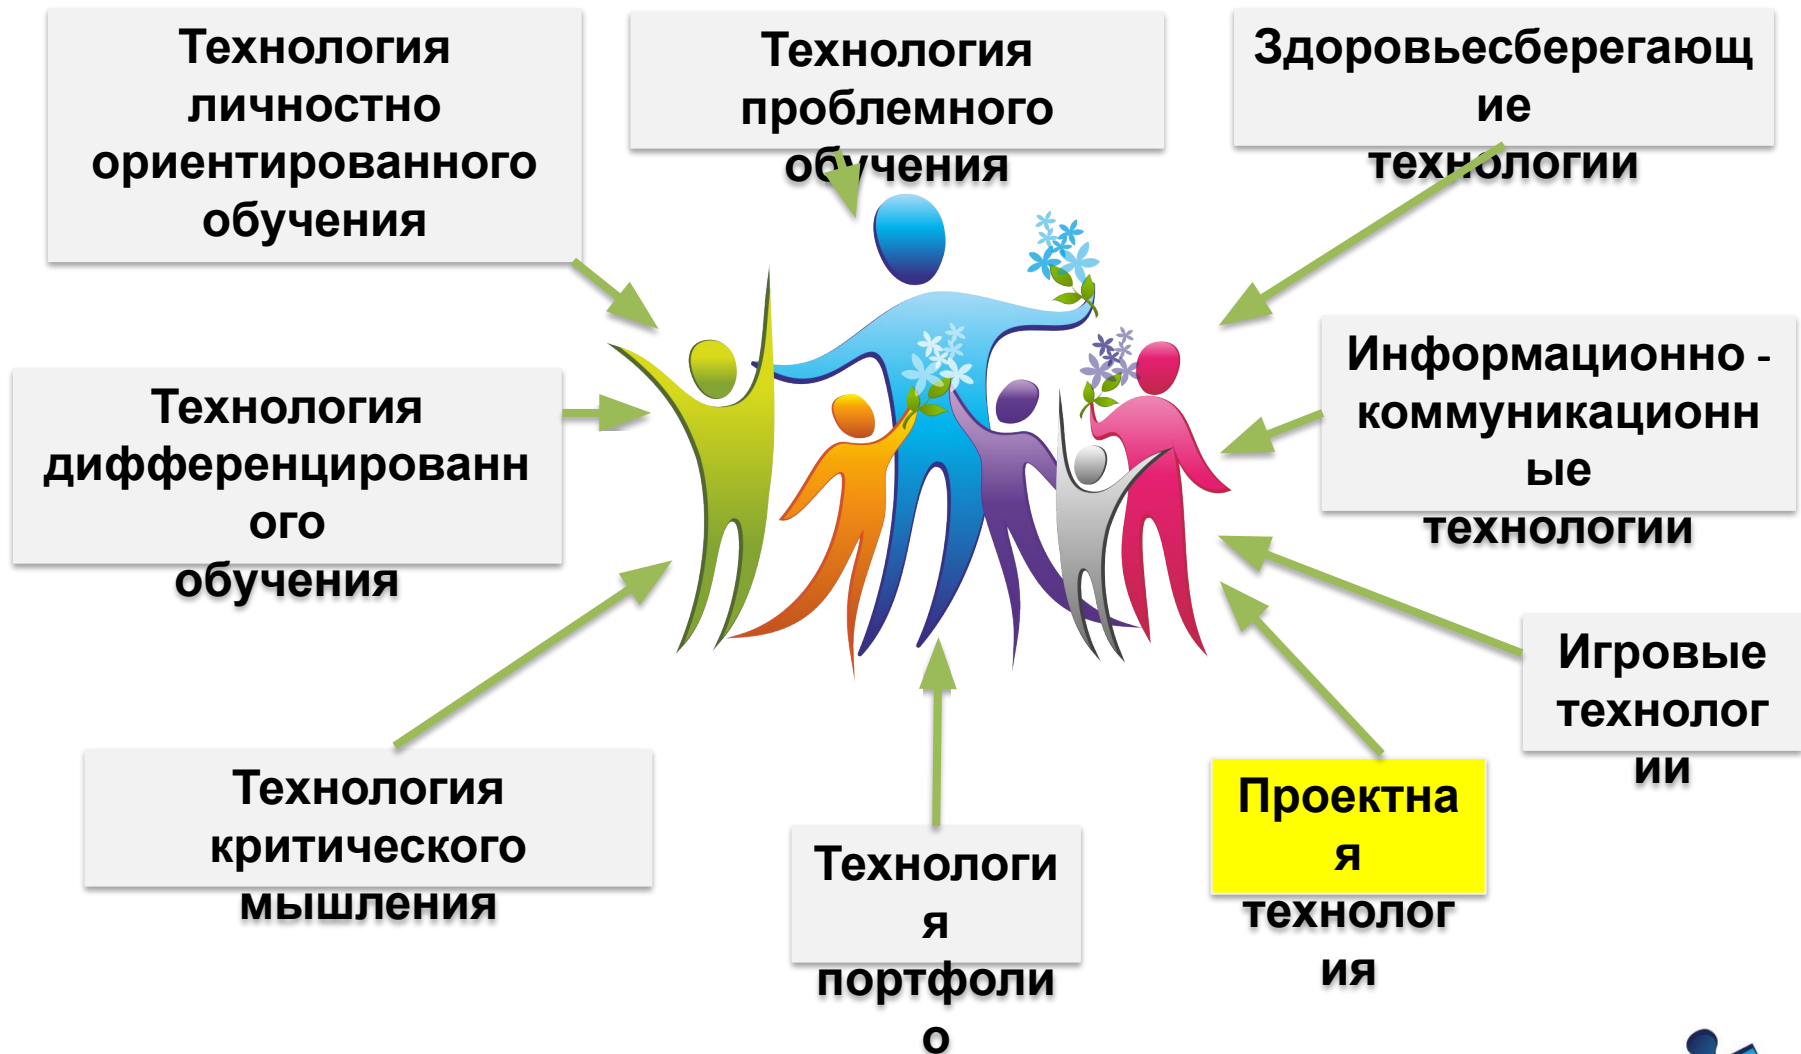 Технология
личностно
ориентированного
обучения
Технология
проблемного
обучения
Здоровьесберегающ
ие
технологии
Технология
дифференцированн
ого
обучения
Информационно -
коммуникационн
ые
технологии
Игровые
технолог
ии
Технология
критического
мышления
Технологи
я
портфоли
о
Проектна
я
технолог
ия